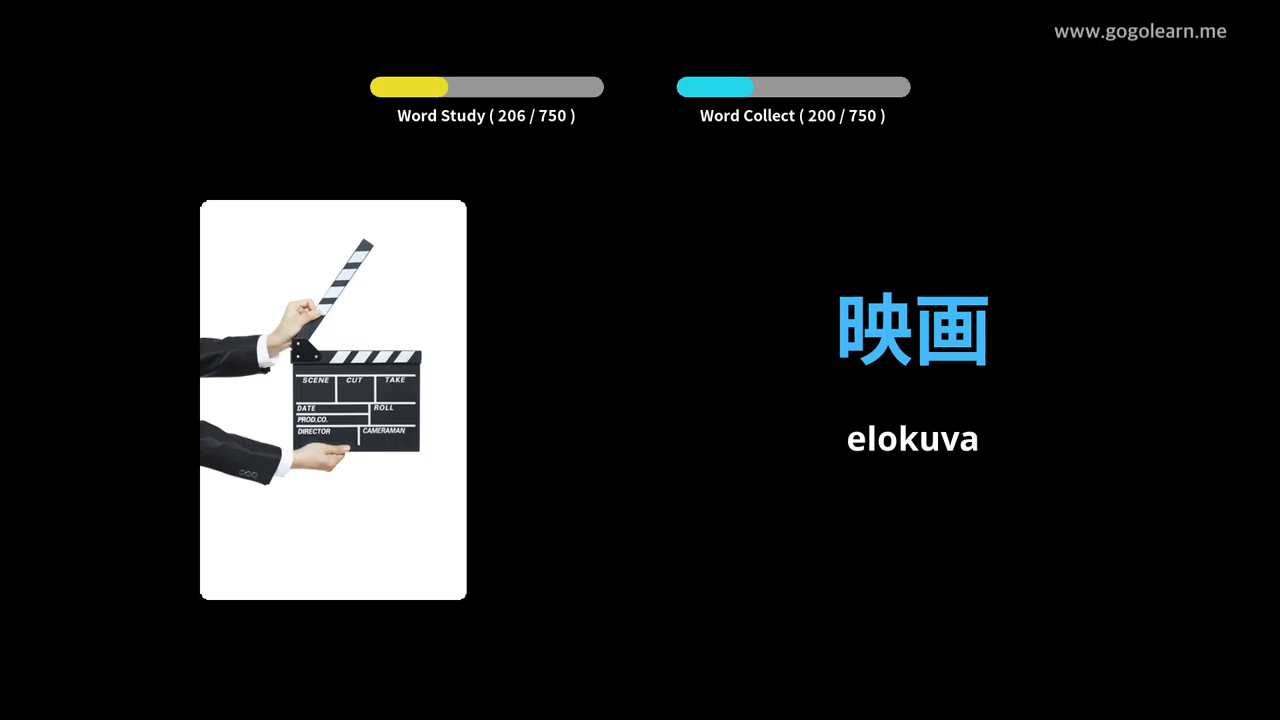 www.gogolearn.me
Word Study ( 206 / 750 )
Word Collect ( 200 / 750 )
SCENE CUT TAKE
DATE ROLL
PROD.CO.
DIRECTOR CAMERAMAN
映画
elokuva